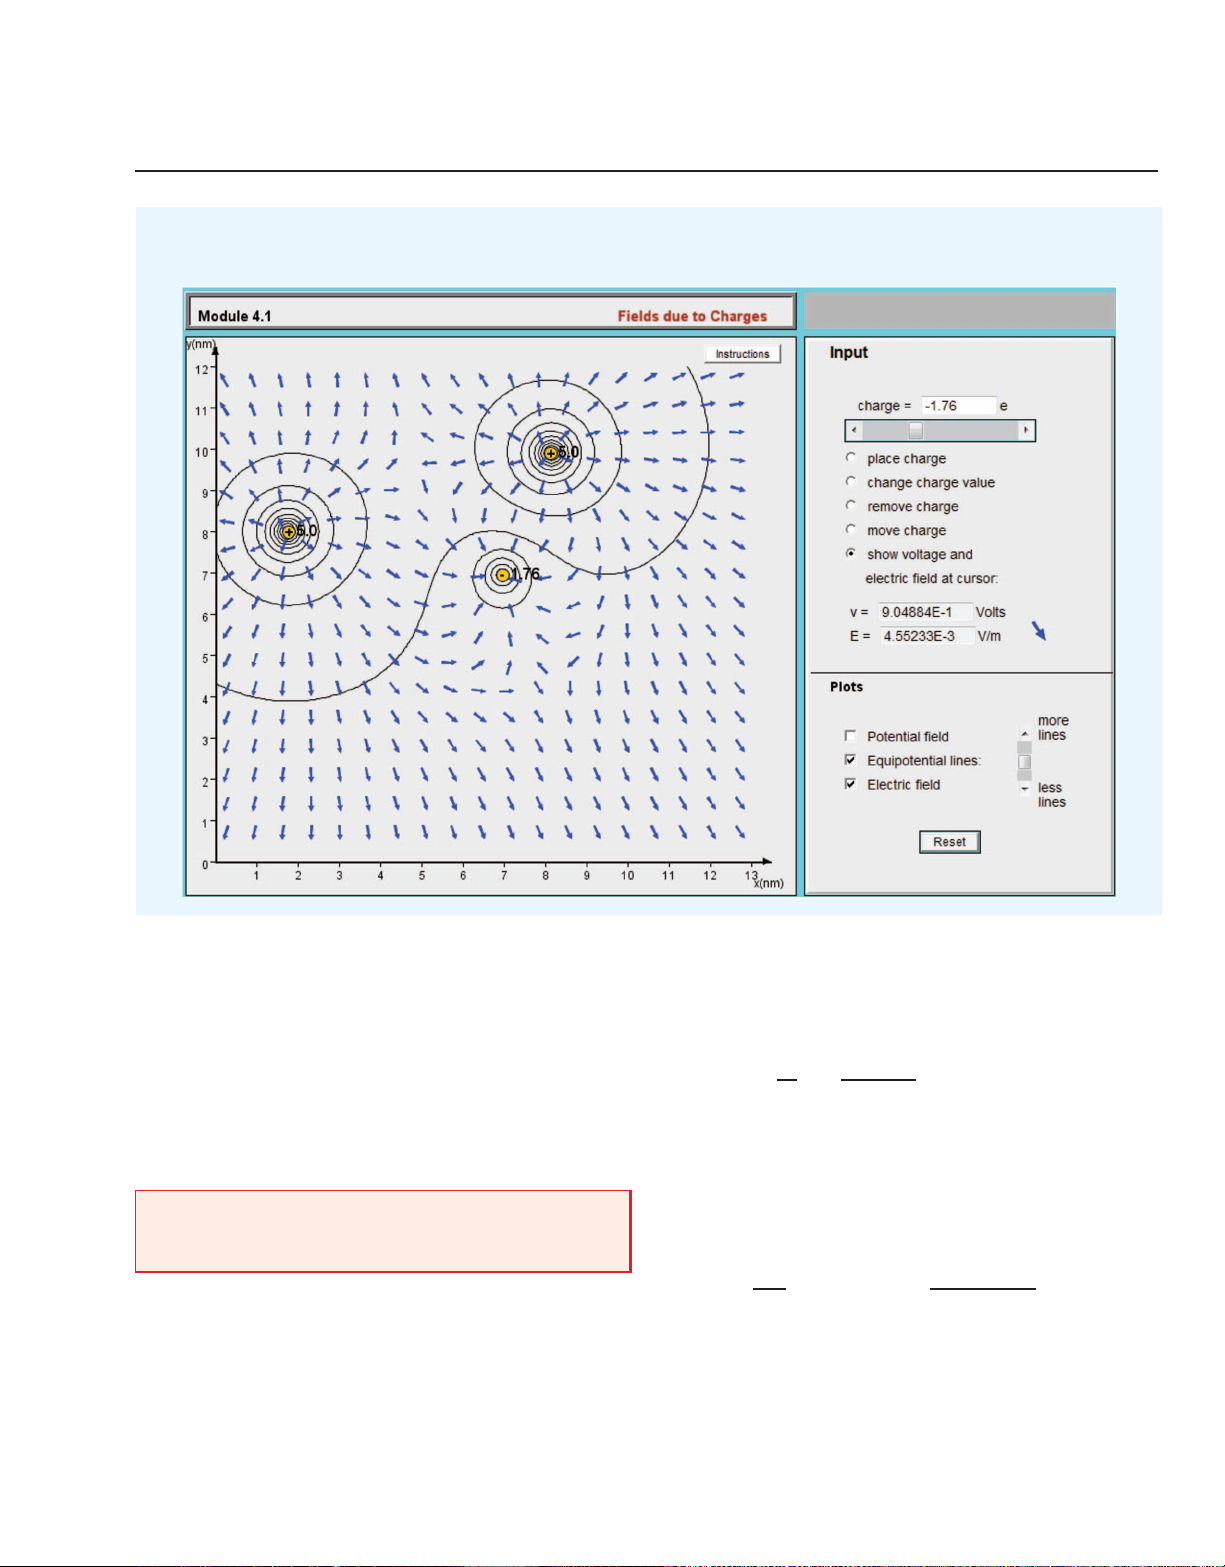 Module 4.1
Fields due to Charges
y(nm)
Instructions
12
11
10
9
8
7
6
5
4
3
2
1
0
5.0
5.0
1.76
1 2 3 4 5 6 7 8 9 10 11 12 13
x(nm)
Input
charge = -1.76 e
place charge
change charge value
remove charge
move charge
show voltage and
electric field at cursor:
v = 9.04884E-1 Volts
E = 4.55233E-3 V/m
Plots
Potential field
Equipotential lines:
Electric field
more
lines
less
lines
Reset